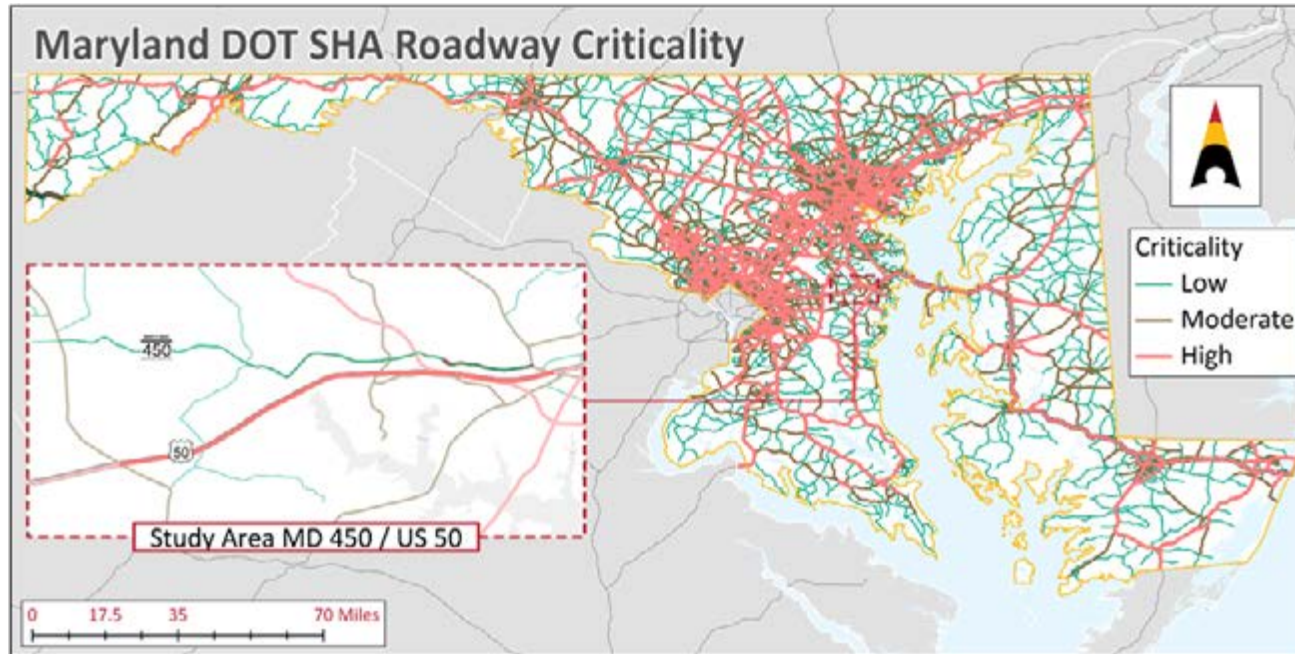 Maryland DOT SHA Roadway Criticality
Criticality
Low
Moderate
High
450
50
Study Area MD 450 / US 50
0 17.5 35 70 Miles